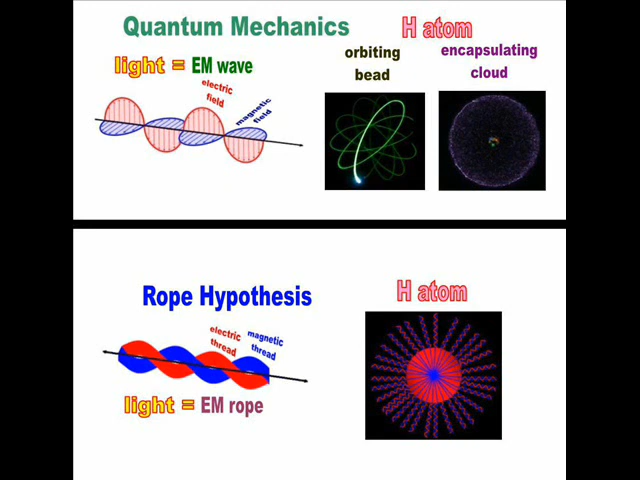 Quantum Mechanics
H atom
light = EM wave
electric
field
magnetic
field
orbiting
bead
encapsulating
cloud
Rope Hypothesis
H atom
electric
thread
magnetic
thread
light = EM rope